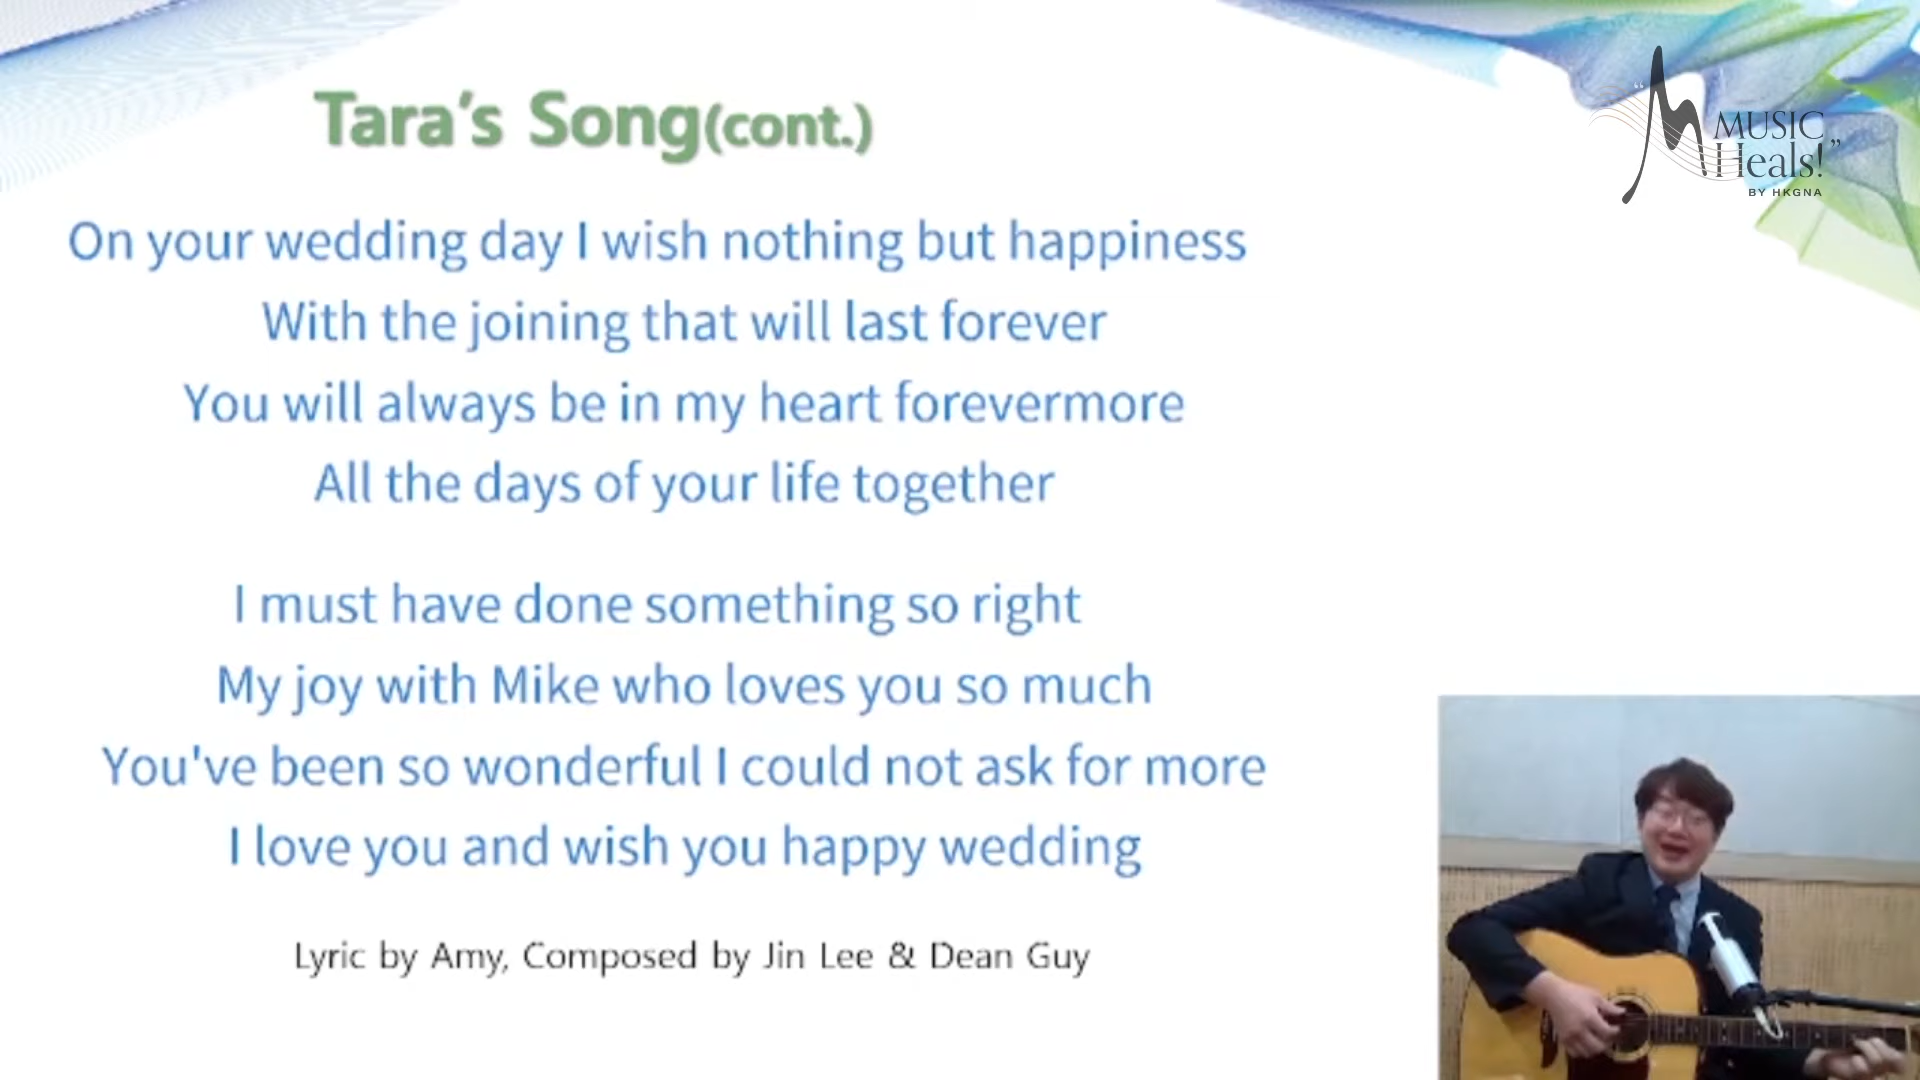 Tara's Song(cont.)
"MUSIC
Heals!"
BY HKGNA
On your wedding day I wish nothing but happiness
With the joining that will last forever
You will always be in my heart forevermore
All the days of your life together
I must have done something so right
My joy with Mike who loves you so much
You've been so wonderful I could not ask for more
I love you and wish you happy wedding
Lyric by Amy, Composed by Jin Lee & Dean Guy